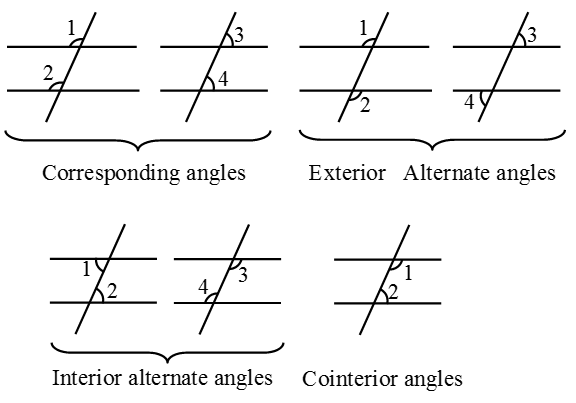 1 3 1 3
2 4 2 4
Corresponding angles Exterior Alternate angles
1 2 4 3 1 2
Interior alternate angles Cointerior angles